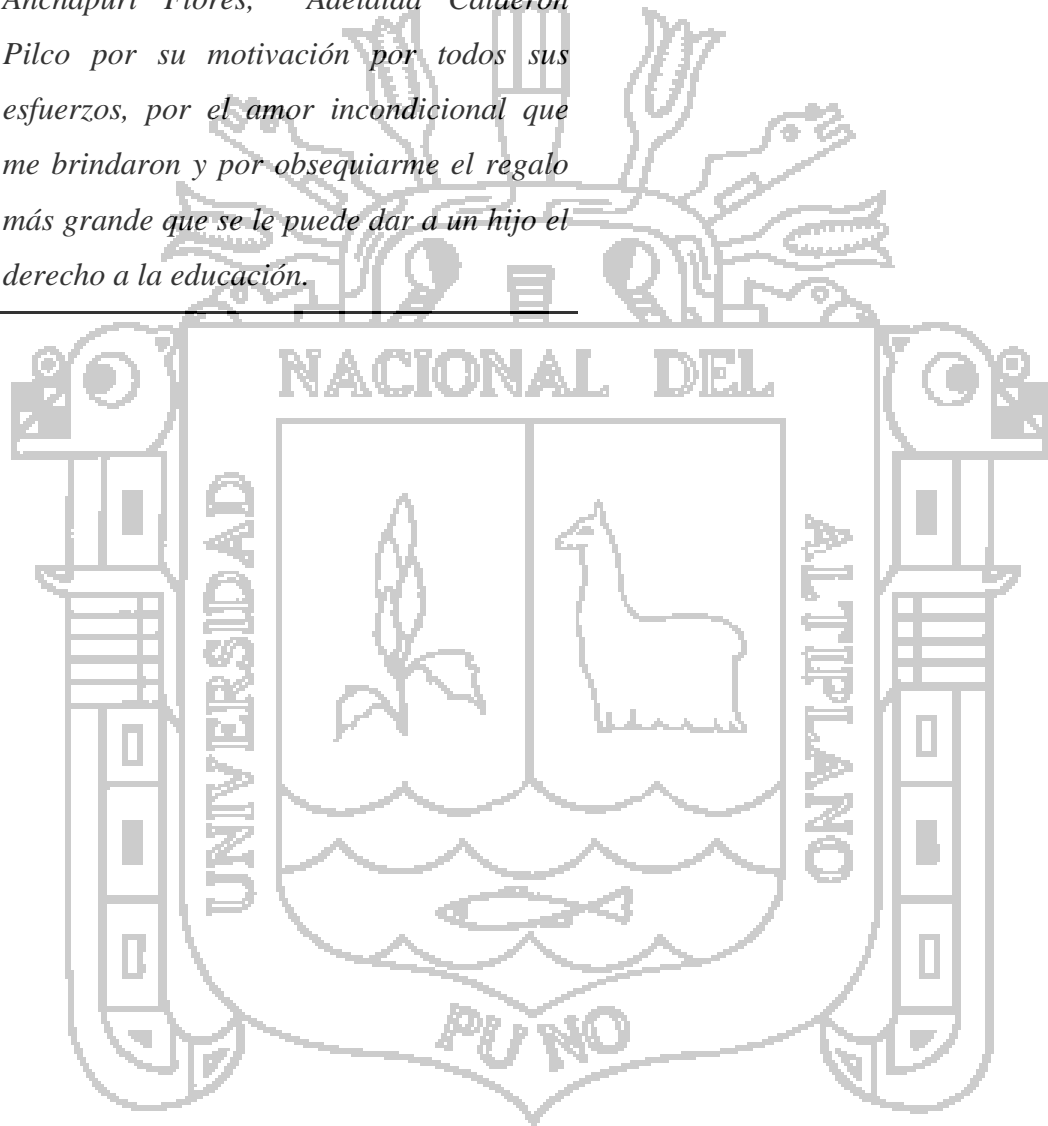 Anchapuri Flores, Adelaida Calderón
Pilco por su motivación por todos sus
esfuerzos, por el amor incondicional que
me brindaron y por obsequiarme el regalo
más grande que se le puede dar a un hijo el
derecho a la educación.
NACIONAL DEL
UNIVERSIDAD
ALTIPLANO
PUNO